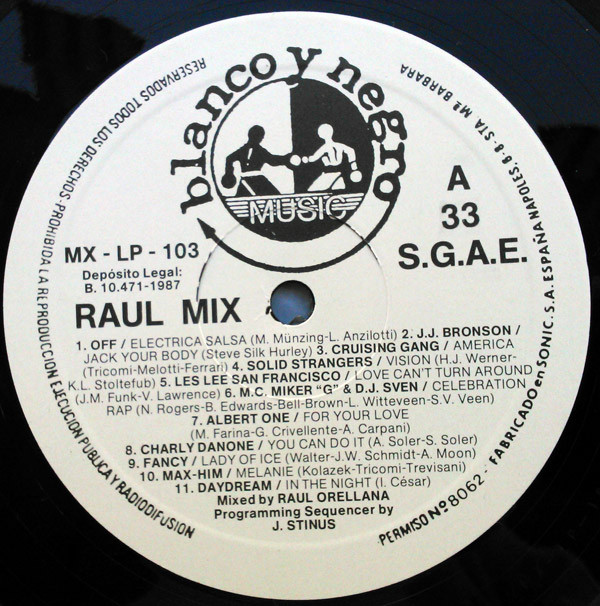 blanco y negro
MUSIC
A
33
S.G.A.E.
MX - LP - 103
Depósito Legal:
B. 10.471-1987
RAUL MIX
1. OFF / ELECTRICA SALSA (M. Münzing-L. Anzilotti) 2. J.J. BRONSON /
JACK YOUR BODY (Steve Silk Hurley) 3. CRUISING GANG / AMERICA
(Tricomi-Melotti-Ferrari) 4. SOLID STRANGERS / VISION (H.J. Werner-
K.L. Stoltefub) 5. LES LEE SAN FRANCISCO / LOVE CAN'T TURN AROUND
(J.M. Funk-V. Lawrence) 6. M.C. MIKER "G" & D.J. SVEN / CELEBRATION
RAP (N. Rogers-B. Edwards-Bell-Brown-L. Witteveen-S.V. Veen)
7. ALBERT ONE / FOR YOUR LOVE
(M. Farina-G. Crivellente-A. Carpani)
8. CHARLY DANONE / YOU CAN DO IT (A. Soler-S. Soler)
9. FANCY / LADY OF ICE (Walter-J.W. Schmidt-A. Moon)
10. MAX-HIM / MELANIE (Kolazek-Tricomi-Trevisani)
11. DAYDREAM / IN THE NIGHT (I. César)
Mixed by RAUL ORELLANA
Programming Sequencer by
J. STINUS
RESERVADOS TODOS LOS DERECHOS-PROHIBIDA LA REPRODUCCION EJECUCION PUBLICA Y RADIODIFUSION
PERMISO Nº 8062 - FABRICADO en SONIC, S.A. ESPAÑA NAPOLES, 6-8-STA Mª BARBARA